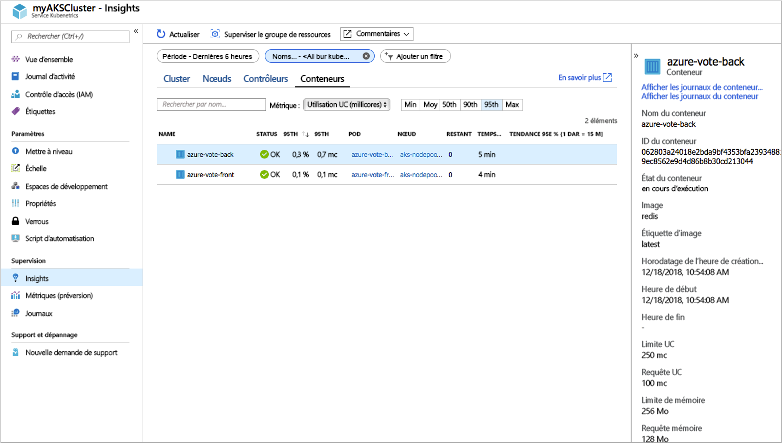 myAKSCluster - Insights
Service Kubenetrics
Rechercher (Ctrl+/)
«
Vue d'ensemble
Journal d'activité
Contrôle d'accès (IAM)
Étiquettes
Paramètres
Mettre à niveau
Échelle
Espaces de développement
Propriétés
Verrous
Script d'automatisation
Supervision
Insights
Métriques (préversion)
Journaux
Support et dépannage
Nouvelle demande de support
Actualiser
Superviser le groupe de ressources
Commentaires
Période - Dernières 6 heures
Noms... - <All bur kube...
Ajouter un filtre
Cluster
Nœuds
Contrôleurs
Conteneurs
En savoir plus
Rechercher par nom...
Métrique : Utilisation UC (millicores)
Min Moy 50th 90th 95th Max
2 éléments
NAME STATUS 95TH ↑↓ 95TH POD NŒUD RESTANT TEMPS... TENDANCE 95E % (1 DAR = 15 M)
azure-vote-back OK 0,3 % 0,7 mc azure-vote-b... aks-nodepoo... 0 5 min
azure-vote-front OK 0,1 % 0,1 mc azure-vote-fr... aks-nodepoo... 0 4 min
»
azure-vote-back
Conteneur
Afficher les journaux de conteneur...
Afficher les journaux du conteneur
Nom du conteneur
azure-vote-back
ID du conteneur
062803a24018e2bda9bf4353bfa2393488
9ec8562e9d4d86b8b30cd213044
État du conteneur
en cours d'exécution
Image
redis
Étiquette d'image
latest
Horodatage de l'heure de création...
12/18/2018, 10:54:08 AM
Heure de début
12/18/2018, 10:54:08 AM
Heure de fin
-
Limite UC
250 mc
Requête UC
100 mc
Limite de mémoire
256 Mo
Requête mémoire
128 Mo